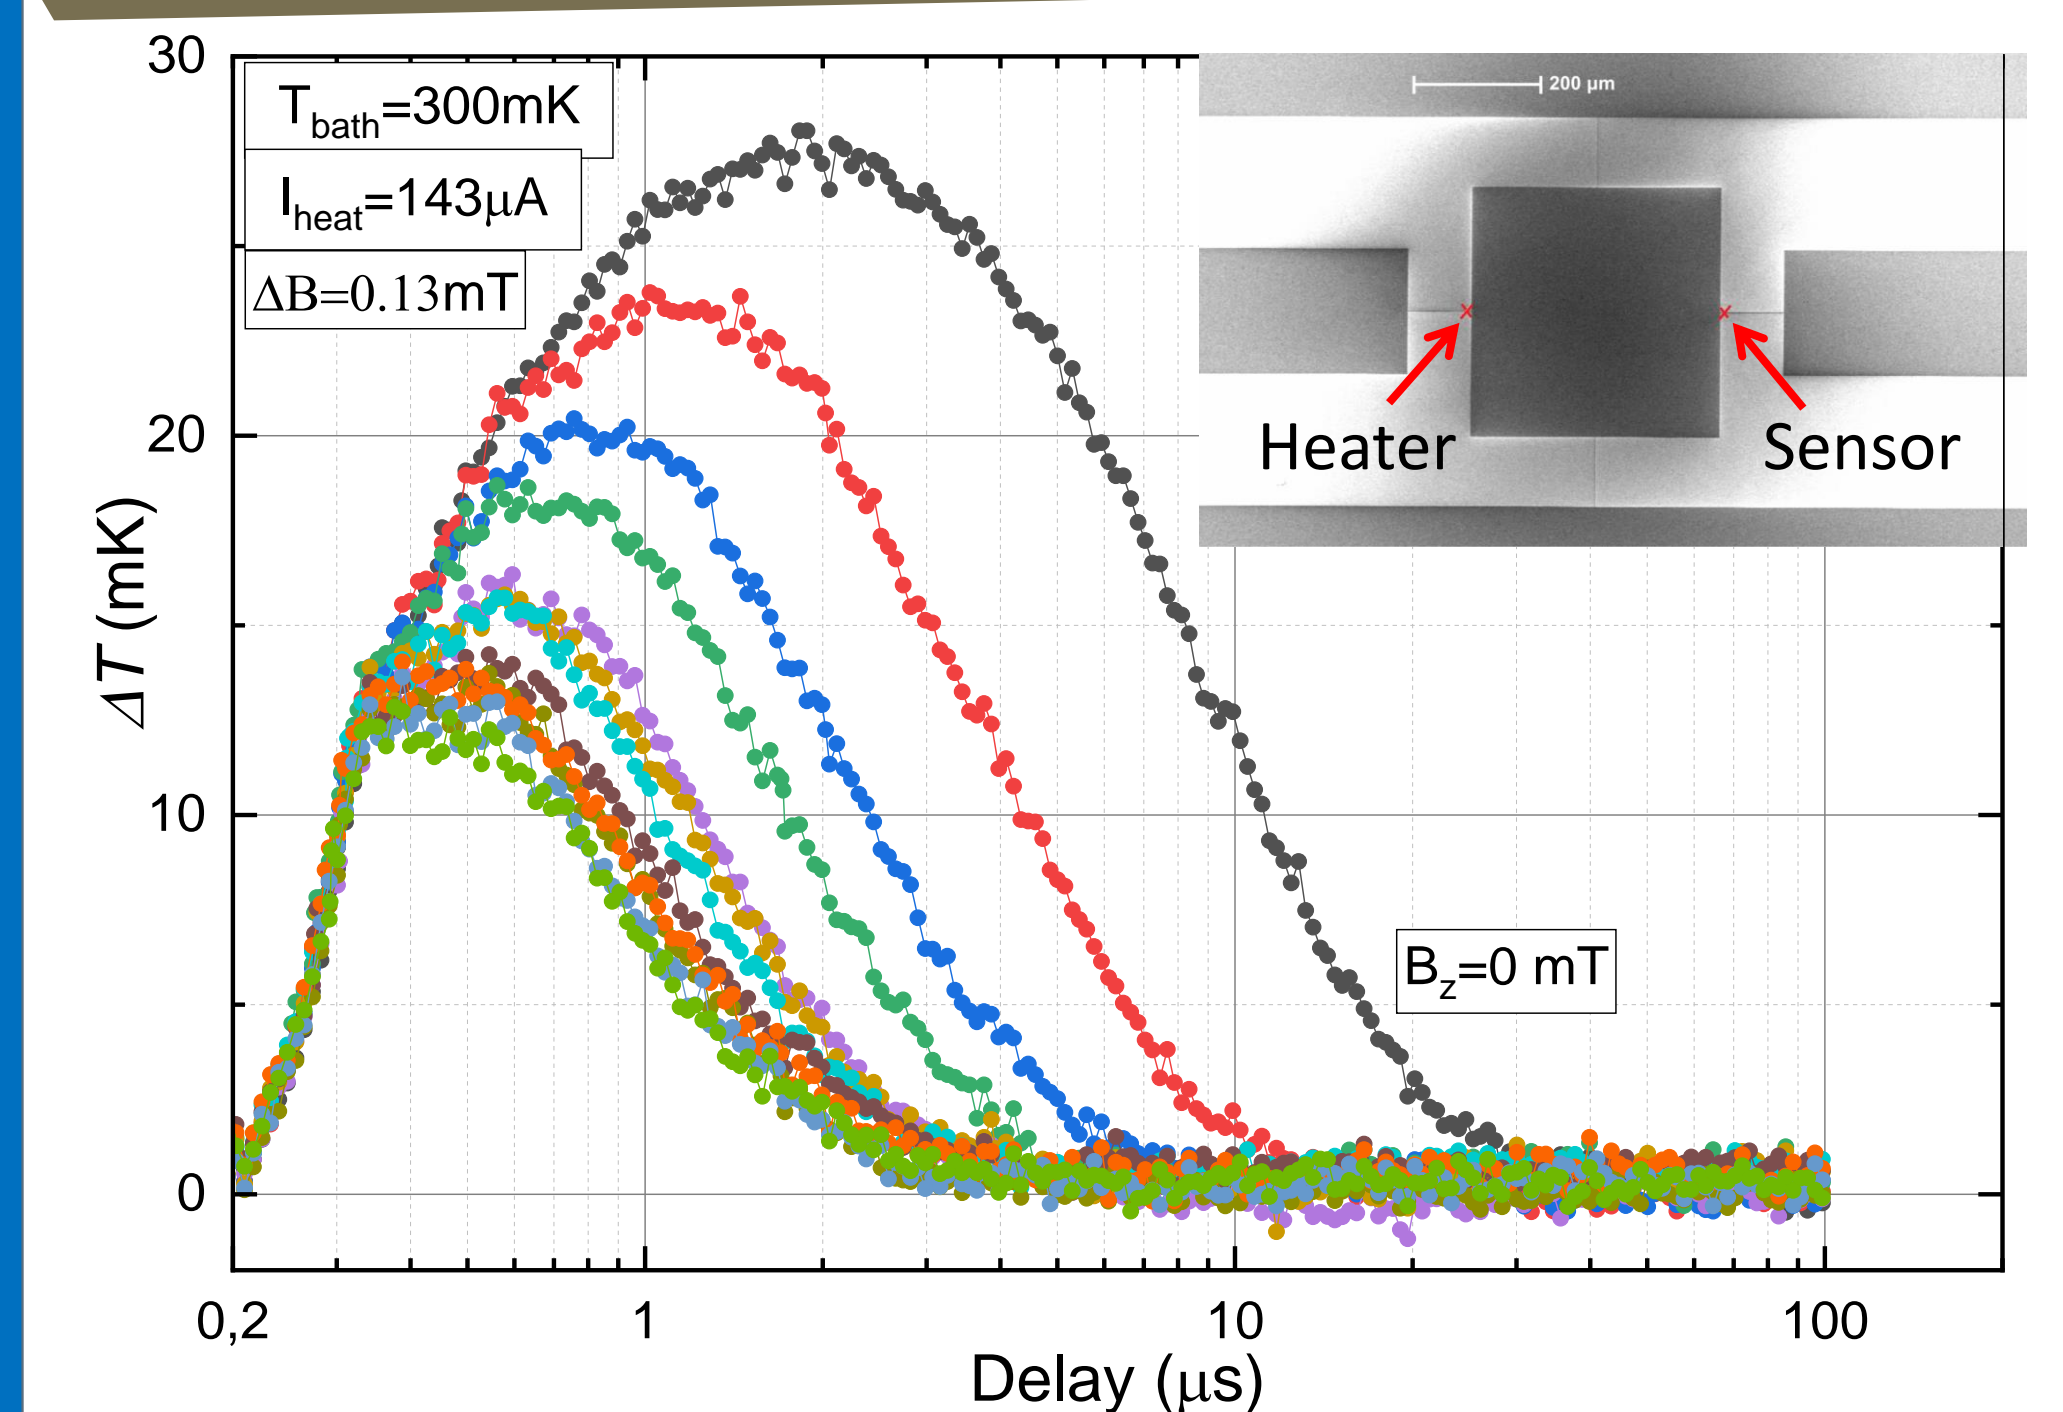 30
20
10
0
ΔT (mK)
T_bath=300mK
I_heat=143μA
ΔB=0.13mT
200 μm
Heater
Sensor
B_z=0 mT
0,2
1
10
100
Delay (μs)